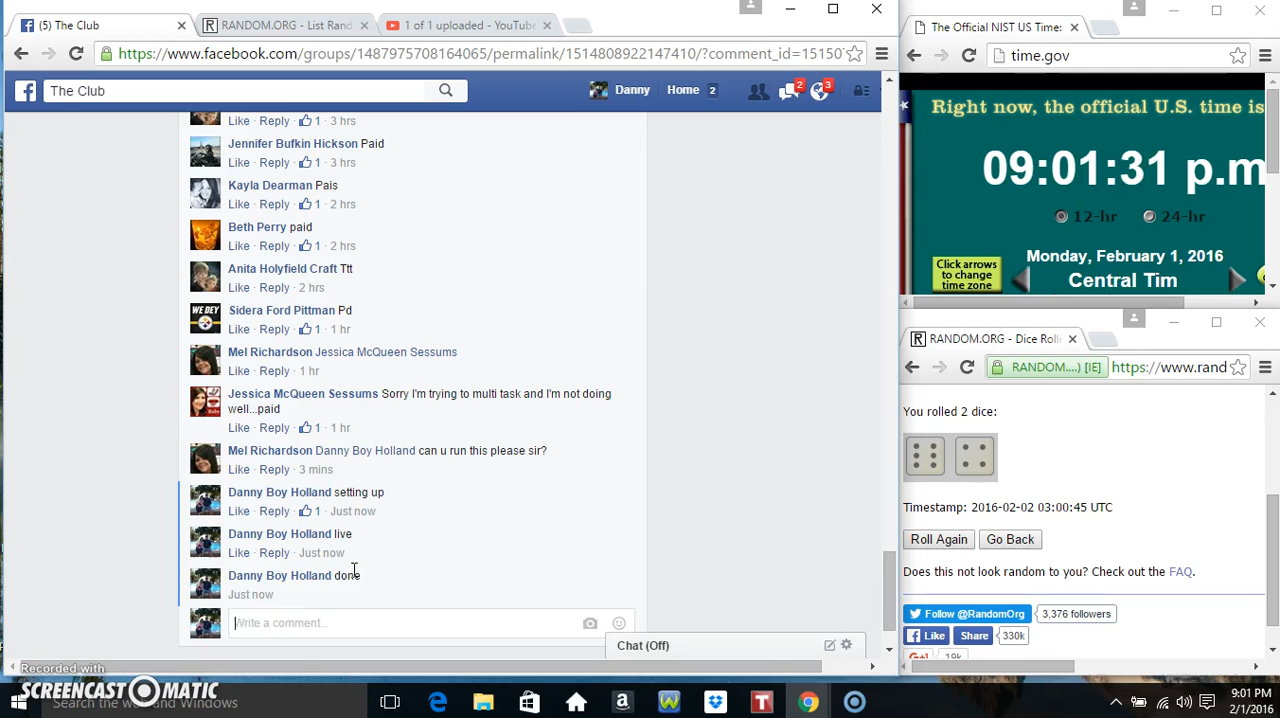 (5) The Club
RANDOM.ORG - List Rand
1 of 1 uploaded - YouTube
https://www.facebook.com/groups/1487975708164065/permalink/1514808922147410/?comment_id=15150
The Club
Danny
Home 2
2
3
Like · Reply · 1 · 3 hrs
Jennifer Bufkin Hickson Paid
Like · Reply · 1 · 3 hrs
Kayla Dearman Pais
Like · Reply · 1 · 2 hrs
Beth Perry paid
Like · Reply · 1 · 2 hrs
Anita Holyfield Craft Ttt
Like · Reply · 2 hrs
WE DEY
Sidera Ford Pittman Pd
Like · Reply · 1 · 1 hr
Mel Richardson Jessica McQueen Sessums
Like · Reply · 1 hr
Jessica McQueen Sessums Sorry I'm trying to multi task and I'm not doing
well...paid
Like · Reply · 1 · 1 hr
Mel Richardson Danny Boy Holland can u run this please sir?
Like · Reply · 3 mins
Danny Boy Holland setting up
Like · Reply · 1 · Just now
Danny Boy Holland live
Like · Reply · Just now
Danny Boy Holland done
Just now
Write a comment...
Chat (Off)
Recorded with
SCREENCAST-O-MATIC
Search the web and Windows
The Official NIST US Time:
time.gov
Right now, the official U.S. time is
09:01:31 p.m
12-hr
24-hr
Click arrows
to change
time zone
Monday, February 1, 2016
Central Tim
RANDOM.ORG - Dice Roll
RANDOM....) [IE]
https://www.rand
You rolled 2 dice:
Timestamp: 2016-02-02 03:00:45 UTC
Roll Again
Go Back
Does this not look random to you? Check out the FAQ.
Follow @RandomOrg
3,376 followers
Like
Share
330k
G+1
19k
9:01 PM
2/1/2016